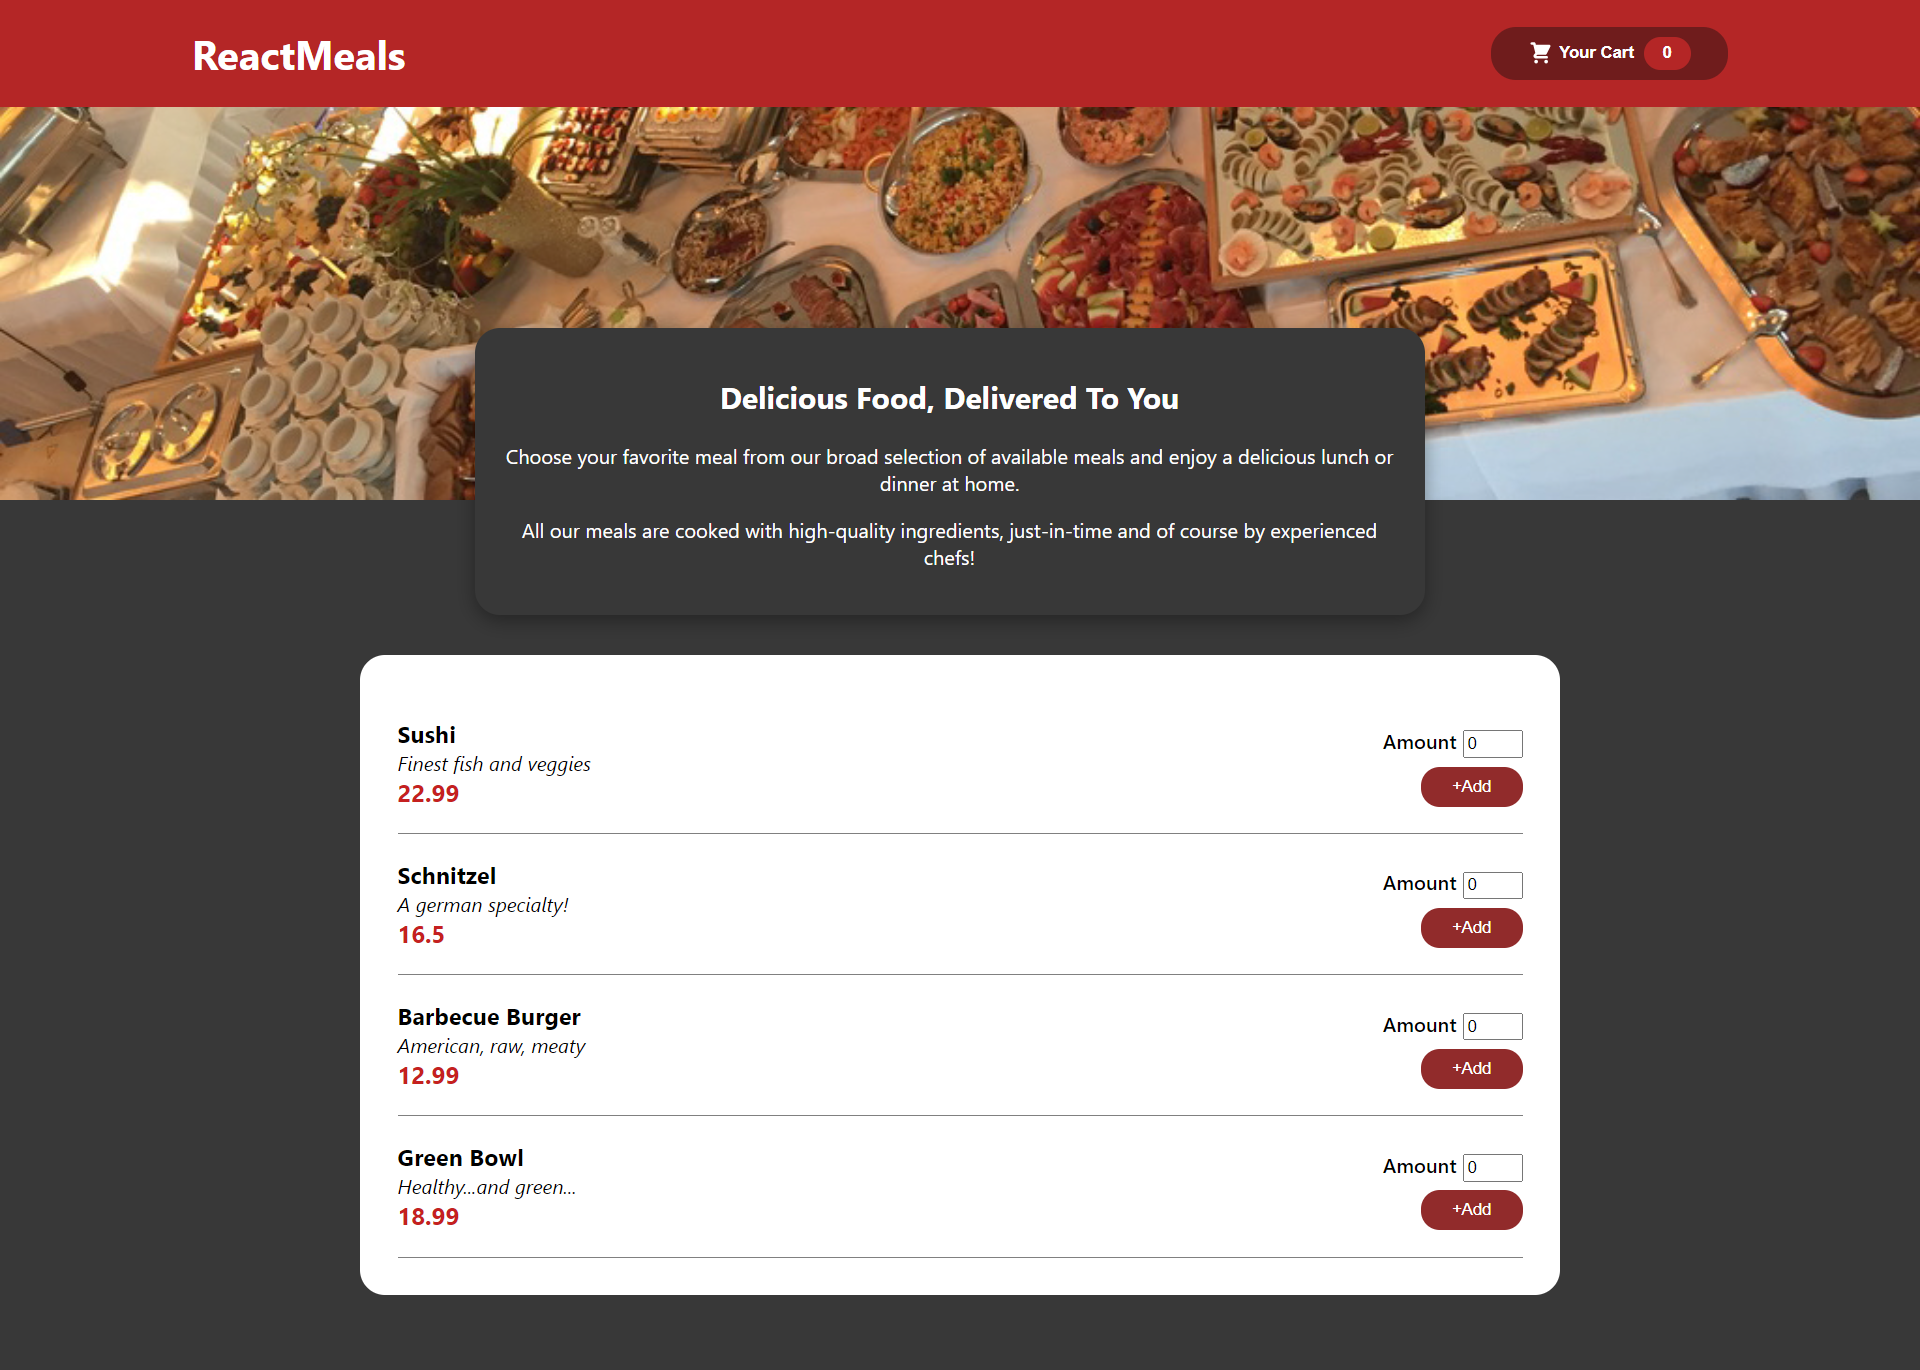 ReactMeals
Your Cart 0
Delicious Food, Delivered To You
Choose your favorite meal from our broad selection of available meals and enjoy a delicious lunch or
dinner at home.
All our meals are cooked with high-quality ingredients, just-in-time and of course by experienced
chefs!
Sushi
Finest fish and veggies
22.99
Amount 0
+Add
Schnitzel
A german specialty!
16.5
Amount 0
+Add
Barbecue Burger
American, raw, meaty
12.99
Amount 0
+Add
Green Bowl
Healthy...and green...
18.99
Amount 0
+Add